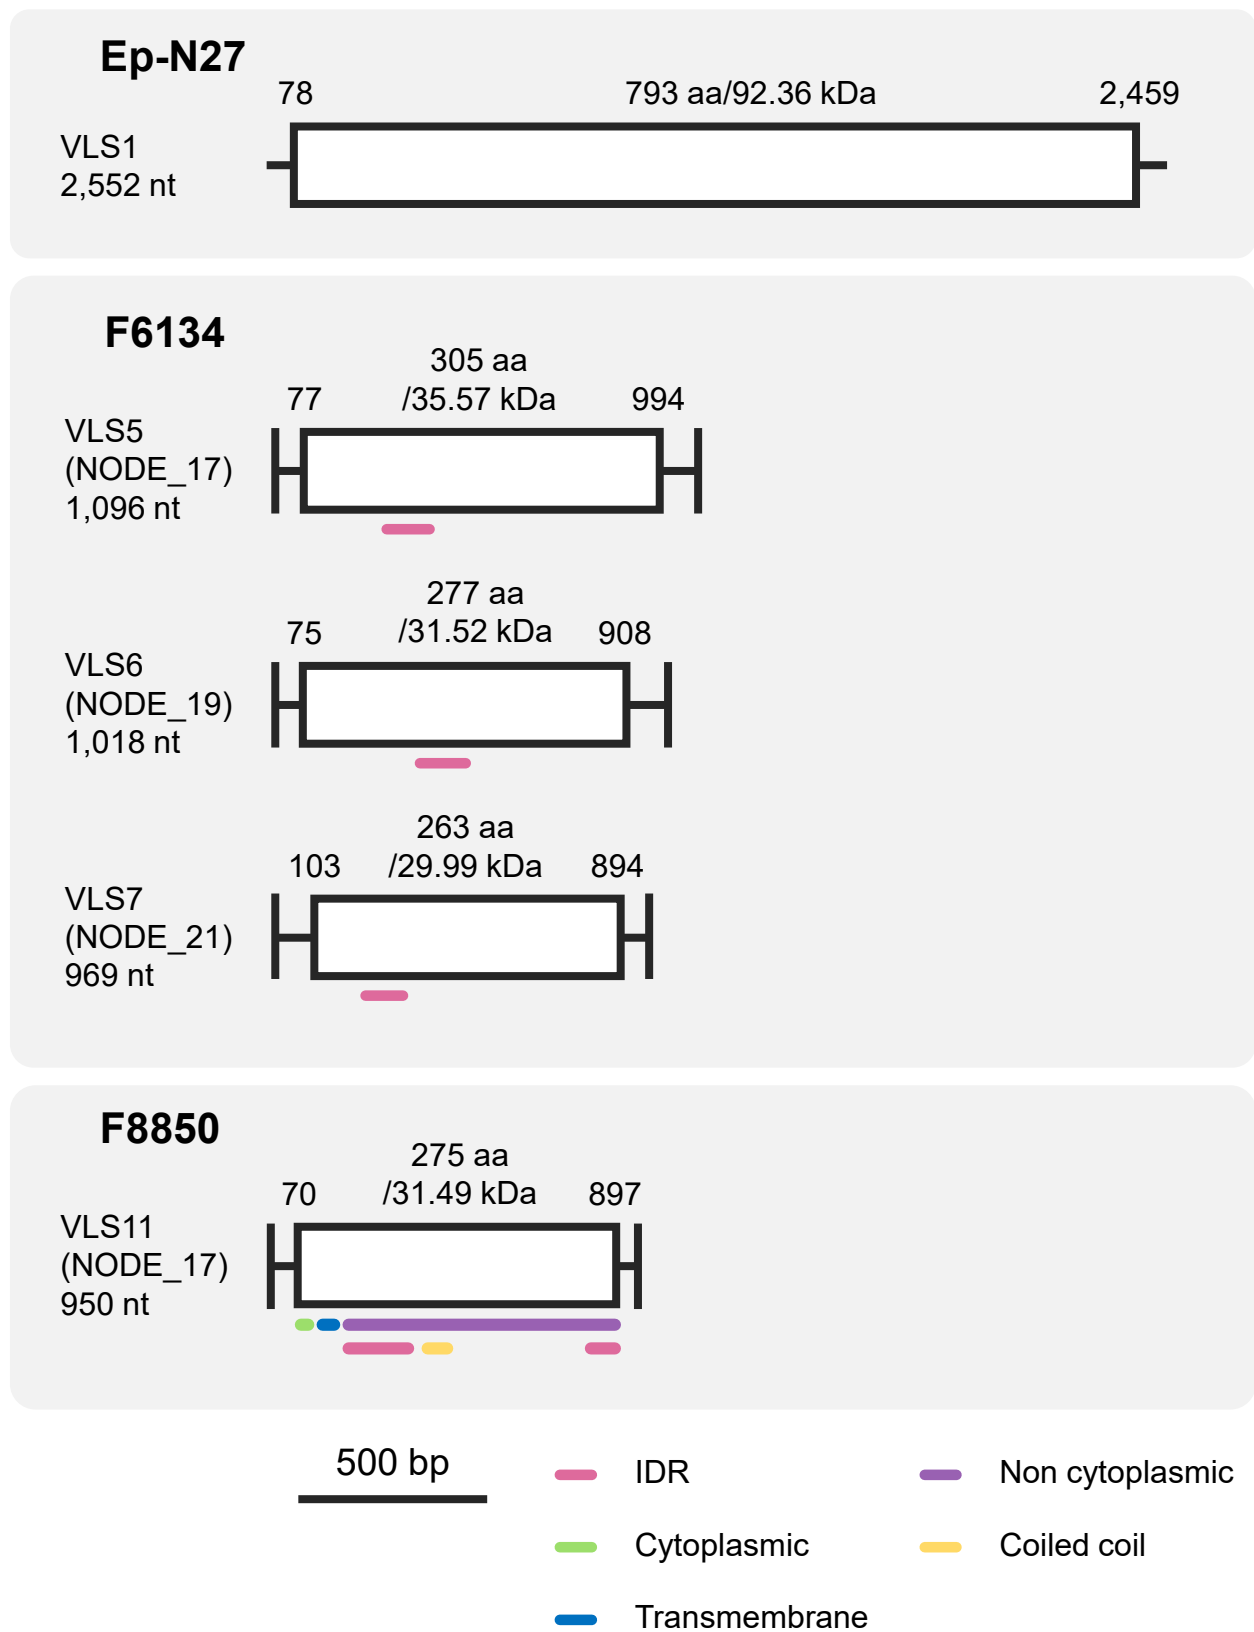 Ep-N27
78 793 aa/92.36 kDa 2,459
VLS1
2,552 nt
F6134
305 aa
77 /35.57 kDa 994
VLS5
(NODE_17)
1,096 nt
277 aa
75 /31.52 kDa 908
VLS6
(NODE_19)
1,018 nt
263 aa
103 /29.99 kDa 894
VLS7
(NODE_21)
969 nt
F8850
275 aa
70 /31.49 kDa 897
VLS11
(NODE_17)
950 nt
500 bp
IDR
Non cytoplasmic
Cytoplasmic
Coiled coil
Transmembrane